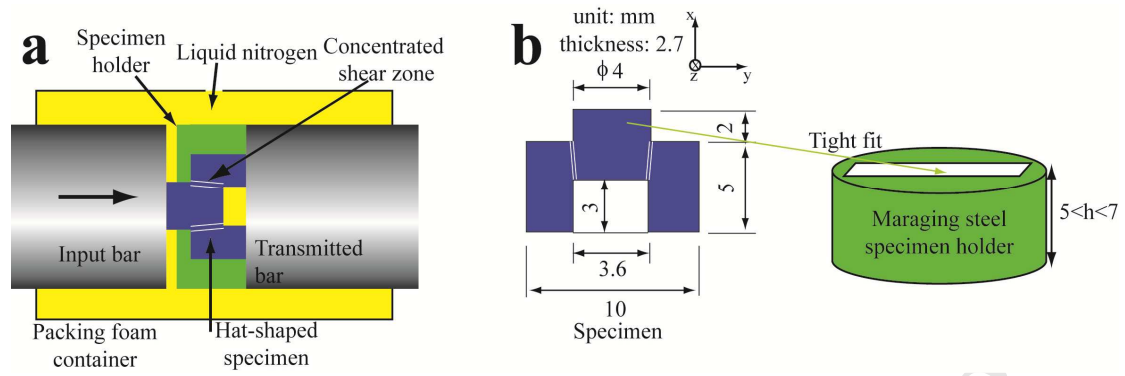 a
Specimen
holder
Liquid nitrogen
Concentrated
shear zone
Input bar
Transmitted
bar
Packing foam
container
Hat-shaped
specimen
b
unit: mm
thickness: 2.7
x
y
z
ϕ4
2
5
3
3.6
10
Specimen
Tight fit
Maraging steel
specimen holder
5<h<7